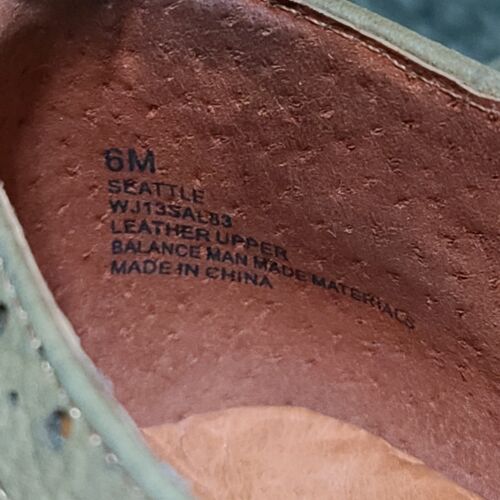 6M
SEATTLE
WJ13SAL83
LEATHER UPPER
BALANCE MAN MADE MATERIALS
MADE IN CHINA